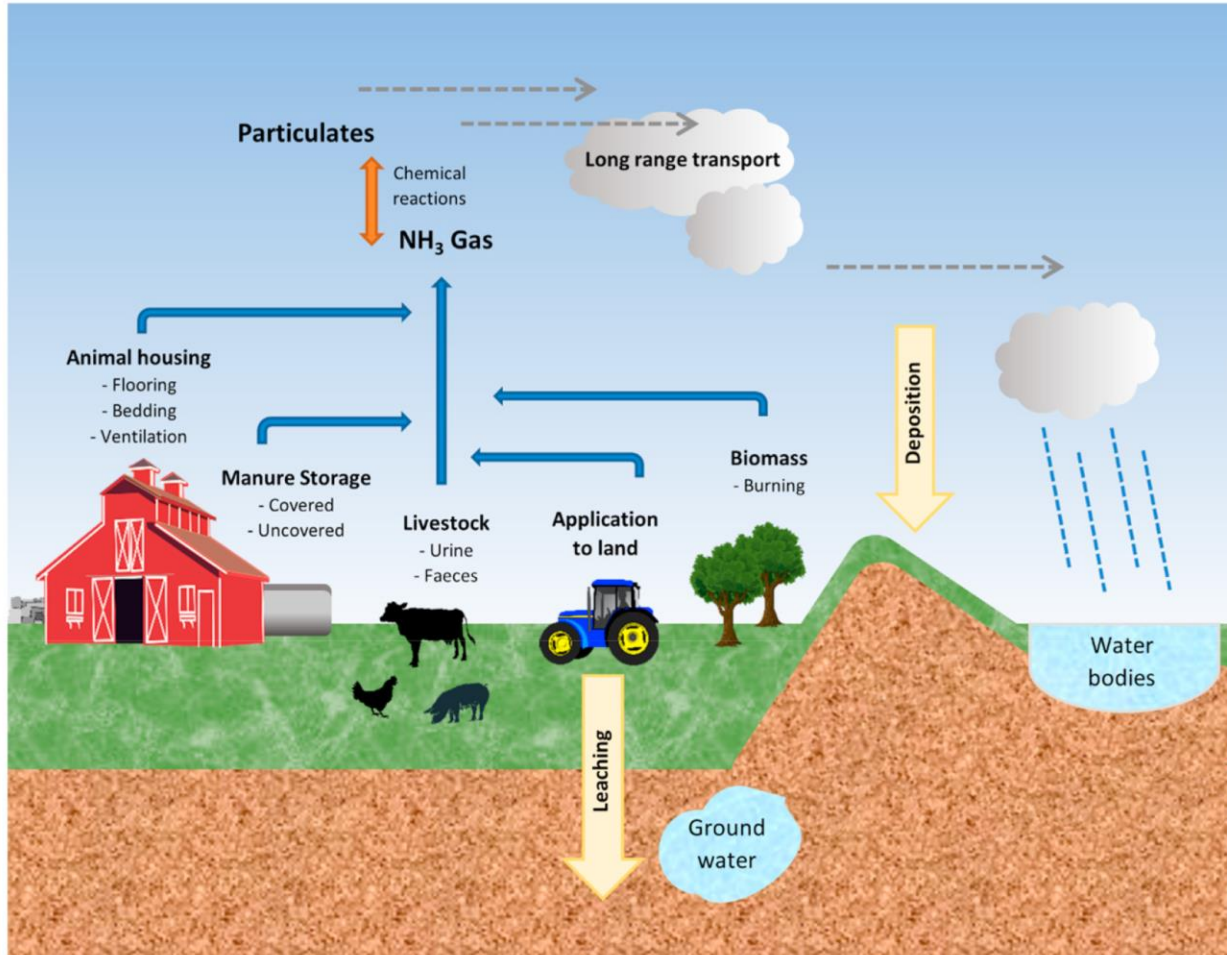 Particulates
Chemical
reactions
NH₃ Gas
Long range transport
Animal housing
- Flooring
- Bedding
- Ventilation
Manure Storage
- Covered
- Uncovered
Livestock
- Urine
- Faeces
Application
to land
Biomass
- Burning
Deposition
Water
bodies
Leaching
Ground
water